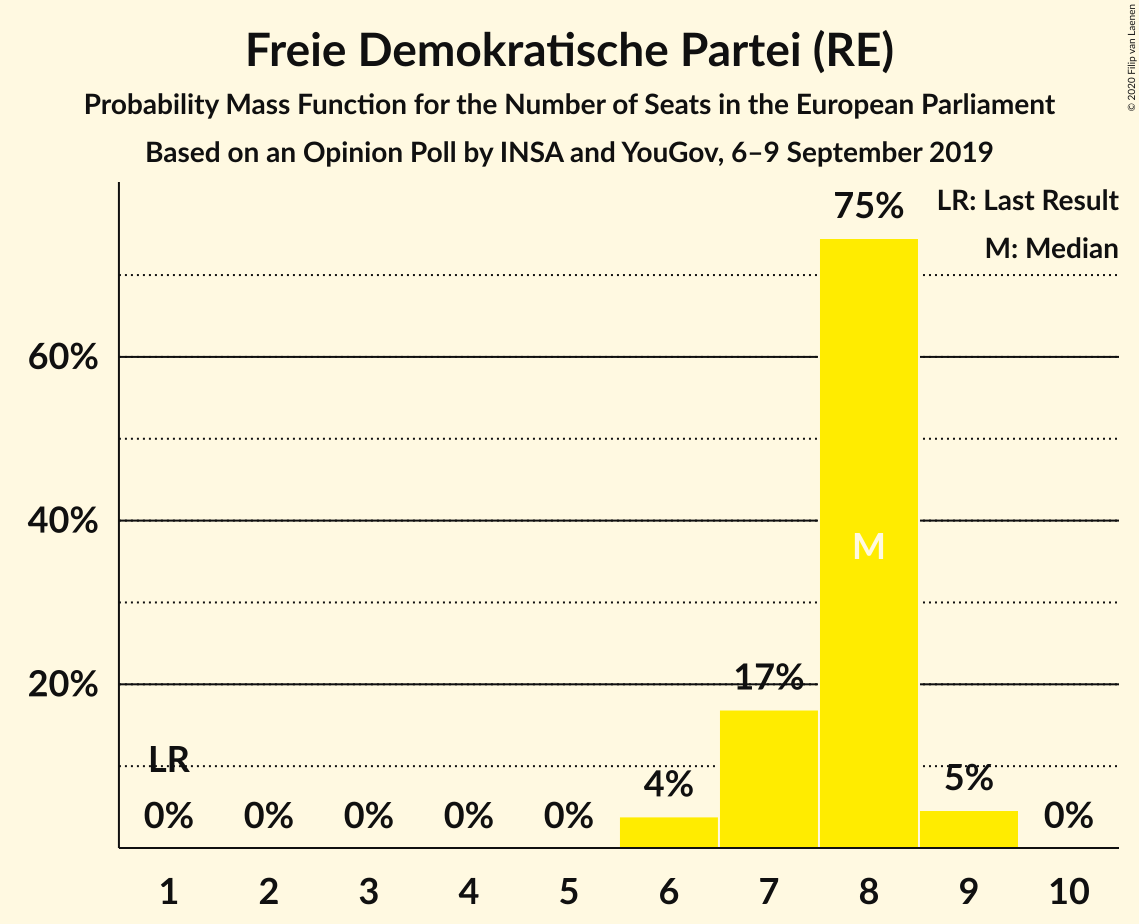 Freie Demokratische Partei (RE)
Probability Mass Function for the Number of Seats in the European Parliament
Based on an Opinion Poll by INSA and YouGov, 6–9 September 2019
© 2020 Filip van Laenen
LR: Last Result
M: Median
75%
60%
40%
M
20%
17%
LR
0%
0%
0%
0%
0%
4%
5%
0%
1 2 3 4 5 6 7 8 9 10